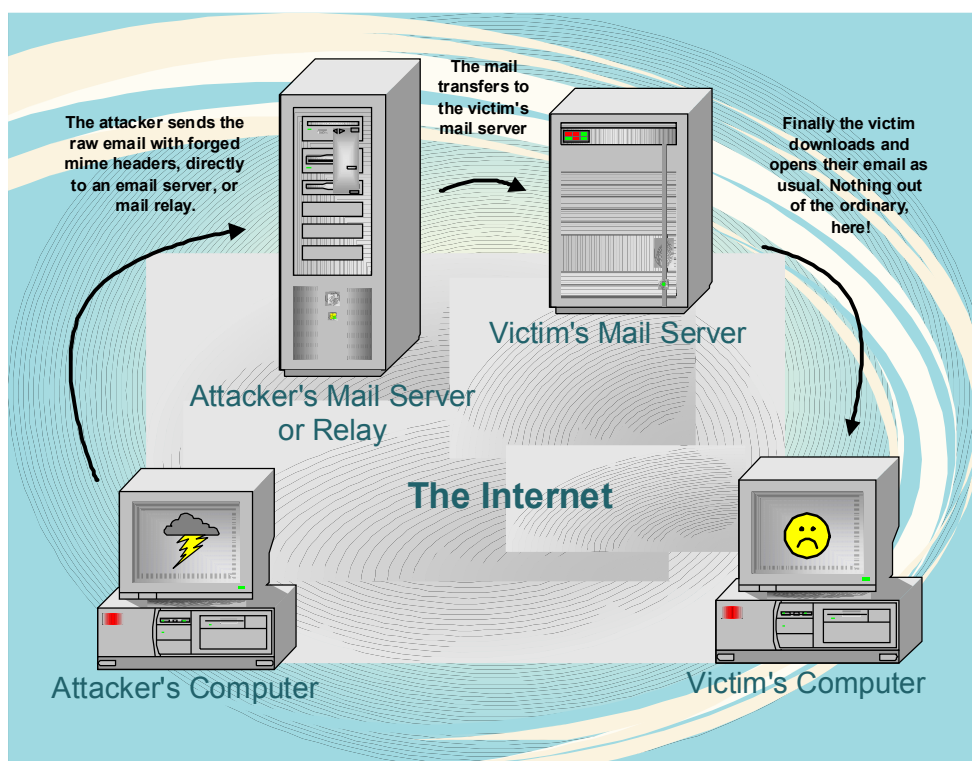 The attacker sends the
raw email with forged
mime headers, directly
to an email server, or
mail relay.
The mail
transfers to
the victim's
mail server
Finally the victim
downloads and
opens their email as
usual. Nothing out
of the ordinary,
here!
Attacker's Mail Server
or Relay
Victim's Mail Server
The Internet
Attacker's Computer
Victim's Computer